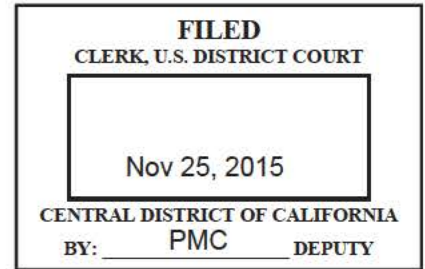 FILED
CLERK, U.S. DISTRICT COURT
Nov 25, 2015
CENTRAL DISTRICT OF CALIFORNIA
BY: PMC DEPUTY